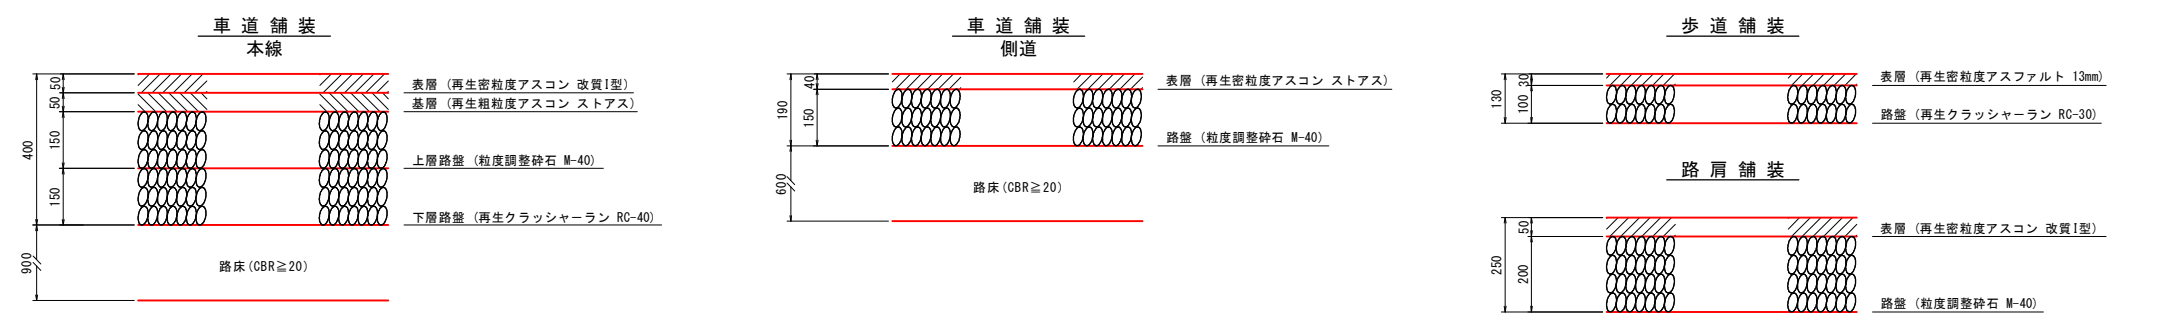 車 道 舗 装
本線
400
50
50
150
150
900
表層 (再生密粒度アスコン 改質Ⅰ型)
基層 (再生粗粒度アスコン ストアス)
上層路盤 (粒度調整砕石 M-40)
下層路盤 (再生クラッシャーラン RC-40)
路床(CBR≧20)
車 道 舗 装
側道
190
40
150
600
表層 (再生密粒度アスコン ストアス)
路盤 (粒度調整砕石 M-40)
路床(CBR≧20)
歩 道 舗 装
130
30
100
表層 (再生密粒度アスファルト 13mm)
路盤 (再生クラッシャーラン RC-30)
路 肩 舗 装
250
50
200
表層 (再生密粒度アスコン 改質Ⅰ型)
路盤 (粒度調整砕石 M-40)